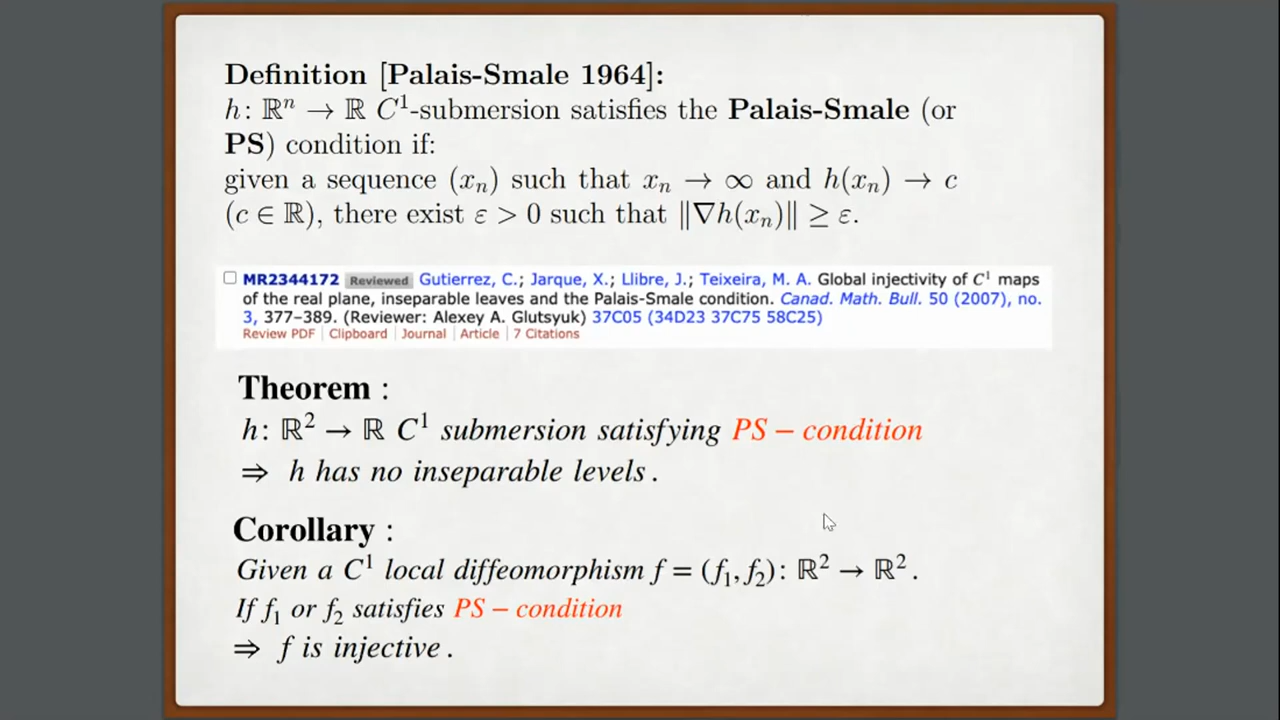 Definition [Palais-Smale 1964]:
h: ℝⁿ → ℝ C¹-submersion satisfies the Palais-Smale (or
PS) condition if:
given a sequence (xₙ) such that xₙ → ∞ and h(xₙ) → c
(c ∈ ℝ), there exist ε > 0 such that ‖∇h(xₙ)‖ ≥ ε.
MR2344172 Reviewed Gutierrez, C.; Jarque, X.; Llibre, J.; Teixeira, M. A. Global injectivity of C¹ maps
of the real plane, inseparable leaves and the Palais-Smale condition. Canad. Math. Bull. 50 (2007), no.
3, 377–389. (Reviewer: Alexey A. Glutsyuk) 37C05 (34D23 37C75 58C25)
Review PDF | Clipboard | Journal | Article | 7 Citations
Theorem :
h: ℝ² → ℝ C¹ submersion satisfying PS − condition
⇒ h has no inseparable levels .
Corollary :
Given a C¹ local diffeomorphism f = (f₁, f₂): ℝ² → ℝ² .
If f₁ or f₂ satisfies PS − condition
⇒ f is injective .